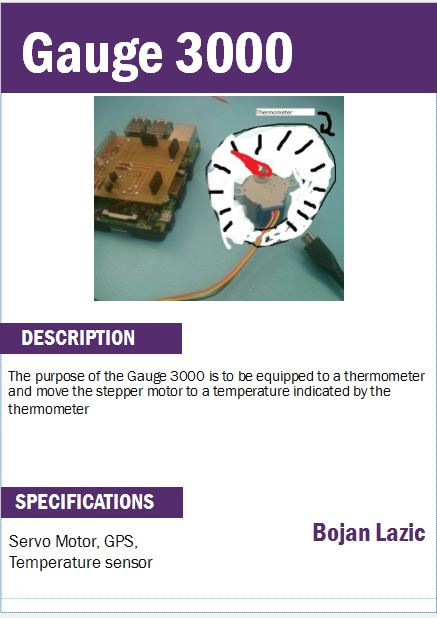 Gauge 3000
Thermometer
DESCRIPTION
The purpose of the Gauge 3000 is to be equipped to a thermometer
and move the stepper motor to a temperature indicated by the
thermometer
SPECIFICATIONS
Servo Motor, GPS,
Temperature sensor
Bojan Lazic